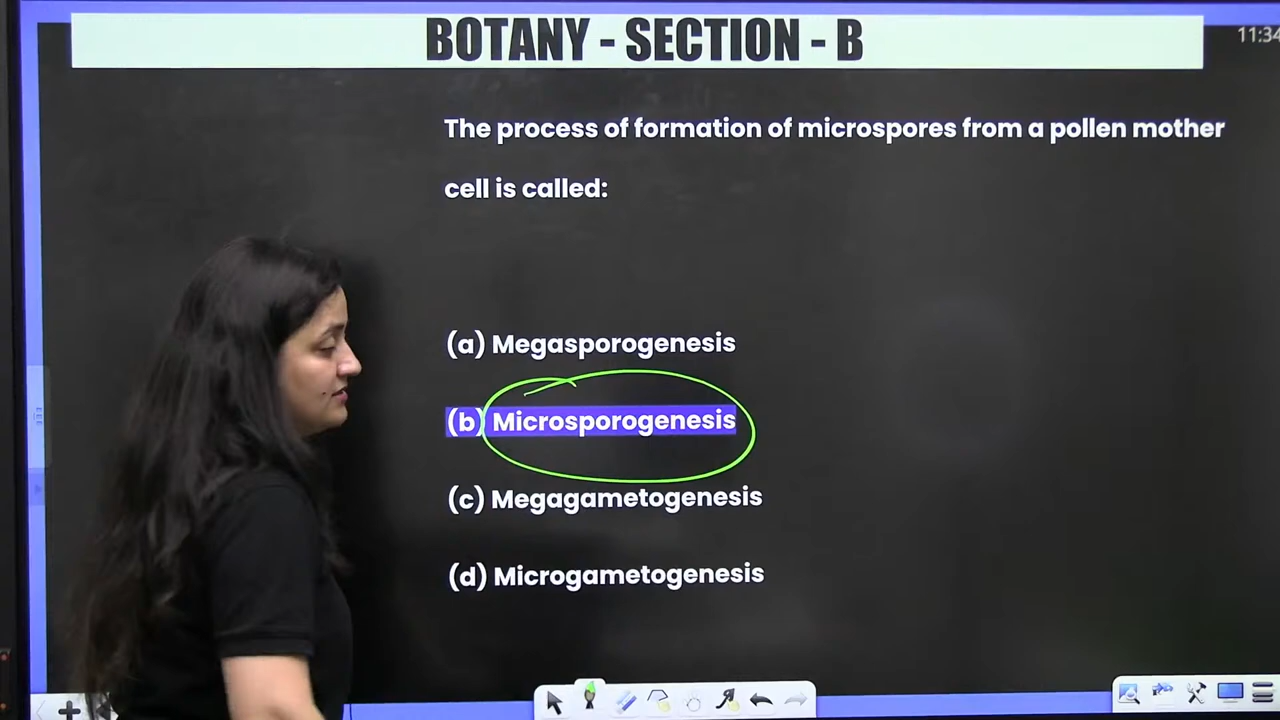 BOTANY - SECTION - B
11:34
The process of formation of microspores from a pollen mother
cell is called:
(a) Megasporogenesis
(b) Microsporogenesis
(c) Megagametogenesis
(d) Microgametogenesis